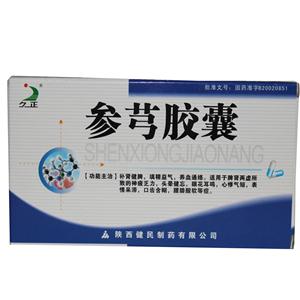 久正
批准文号：国药准字B20020851
参芎胶囊
SHENXIONGJIAONANG
【功能主治】补肾健脾，填精益气，养血通络。适用于脾肾两虚所
致的神疲乏力，头晕健忘，眼花耳鸣，心悸气短，表
情呆滞，口齿含糊，腰膝酸软等症。
陕西健民制药有限公司